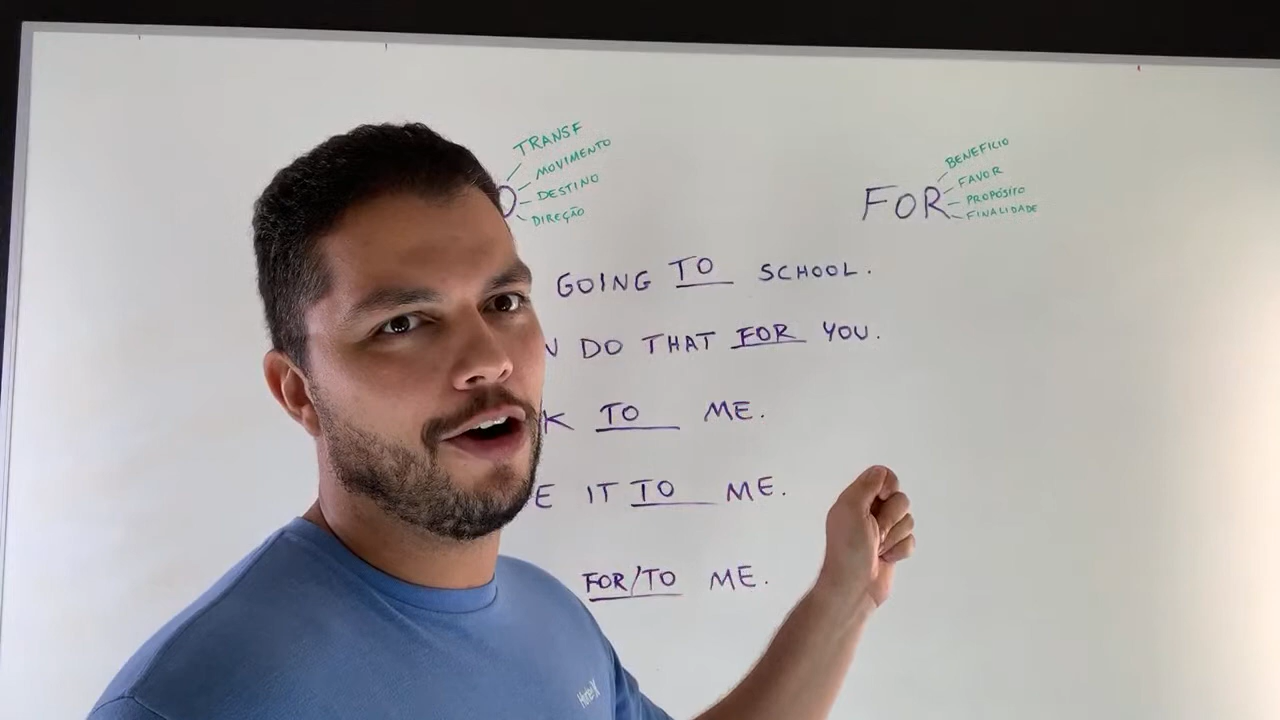 TRANSF
MOVIMENTO
DESTINO
DIREÇÃO
FOR
BENEFICIO
FAVOR
PROPÓSITO
FINALIDADE
GOING TO SCHOOL.
DO THAT FOR YOU.
TO ME.
IT TO ME.
FOR/TO ME.